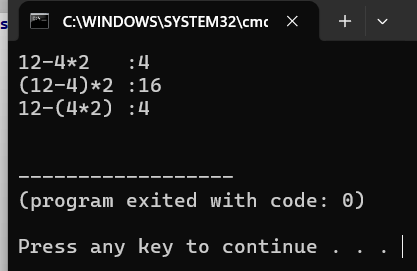 C:\WINDOWS\SYSTEM32\cmc
12-4*2   :4
(12-4)*2 :16
12-(4*2) :4
------------------
(program exited with code: 0)
Press any key to continue . . .